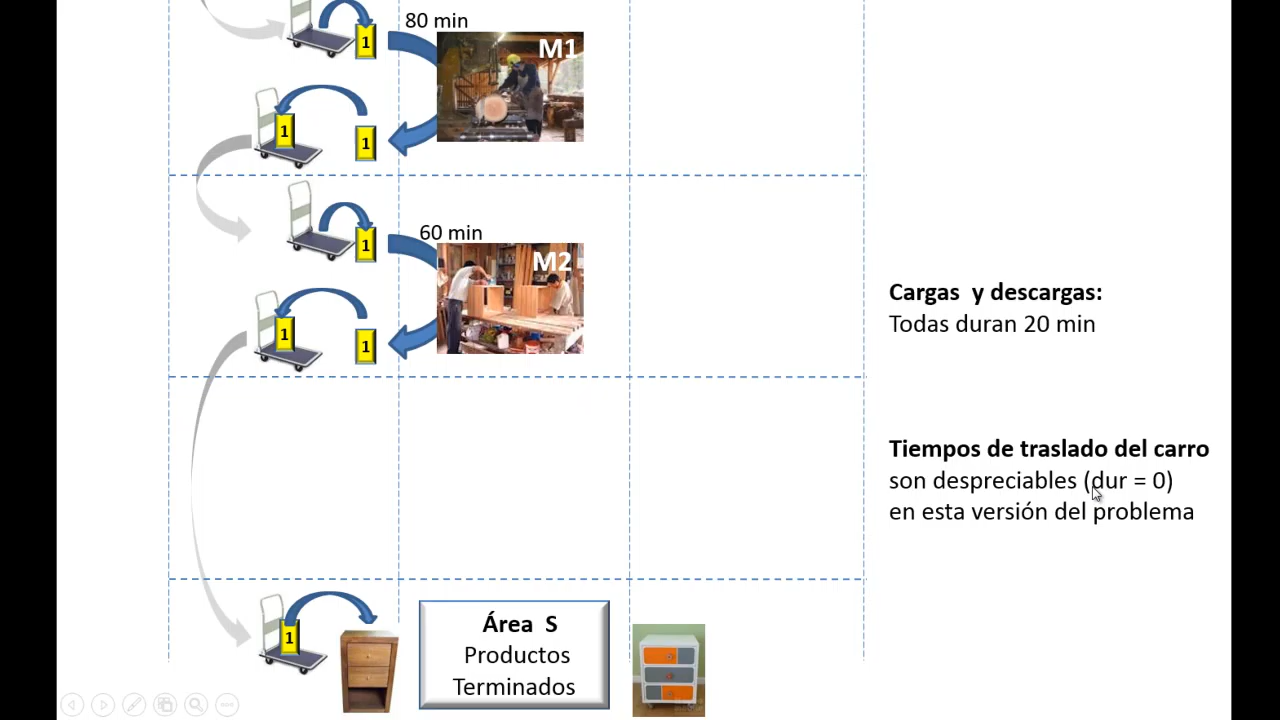 80 min
1
M1
1
1
60 min
1
M2
1
1
Cargas y descargas:
Todas duran 20 min
Tiempos de traslado del carro
son despreciables (dur = 0)
en esta versión del problema
1
Área S
Productos
Terminados